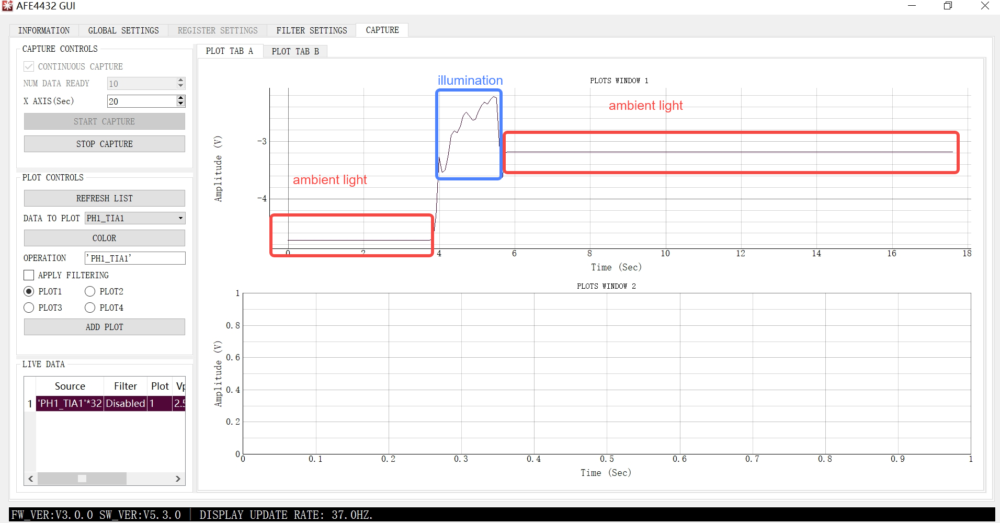 AFE4432 GUI
INFORMATION GLOBAL SETTINGS REGISTER SETTINGS FILTER SETTINGS CAPTURE
CAPTURE CONTROLS
CONTINUOUS CAPTURE
NUM DATA READY 10
X AXIS(Sec) 20
START CAPTURE
STOP CAPTURE
PLOT CONTROLS
REFRESH LIST
DATA TO PLOT PH1_TIA1
COLOR
OPERATION 'PH1_TIA1'
APPLY FILTERING
PLOT1 PLOT2
PLOT3 PLOT4
ADD PLOT
LIVE DATA
Source Filter Plot Vp
1 'PH1_TIA1'*32 Disabled 1 2.5
PLOT TAB A PLOT TAB B
PLOTS WINDOW 1
illumination
ambient light
ambient light
Amplitude (V)
-3
-4
0 2 4 6 8 10 12 14 16 18
Time (Sec)
PLOTS WINDOW 2
Amplitude (V)
1
0.8
0.6
0.4
0.2
0
0 0.1 0.2 0.3 0.4 0.5 0.6 0.7 0.8 0.9 1
Time (Sec)
FW_VER:V3.0.0 SW_VER:V5.3.0 | DISPLAY UPDATE RATE: 37.0HZ.